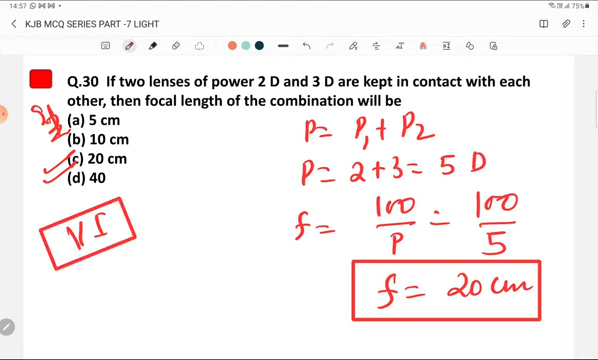 14:57 75%
KJB MCQ SERIES PART -7 LIGHT
Q.30 If two lenses of power 2 D and 3 D are kept in contact with each
other, then focal length of the combination will be
(a) 5 cm
(b) 10 cm
(c) 20 cm
(d) 40
P = P1 + P2
P = 2 + 3 = 5 D
f = 100/P = 100/5
f = 20 cm
VI